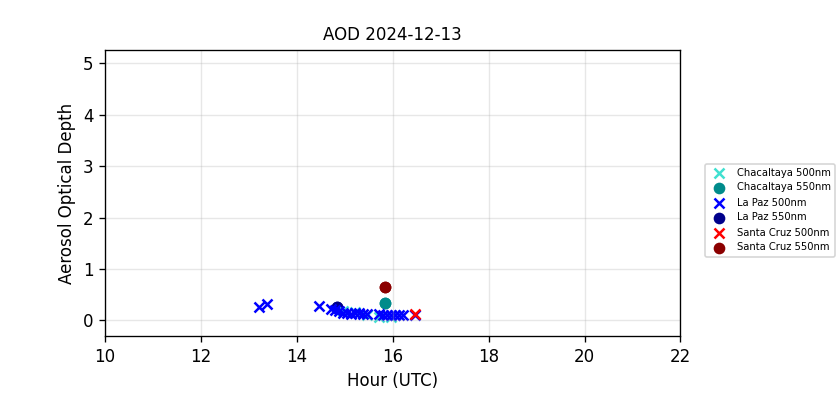 AOD 2024-12-13
Aerosol Optical Depth
5
4
3
2
1
0
10 12 14 16 18 20 22
Hour (UTC)
Chacaltaya 500nm
Chacaltaya 550nm
La Paz 500nm
La Paz 550nm
Santa Cruz 500nm
Santa Cruz 550nm